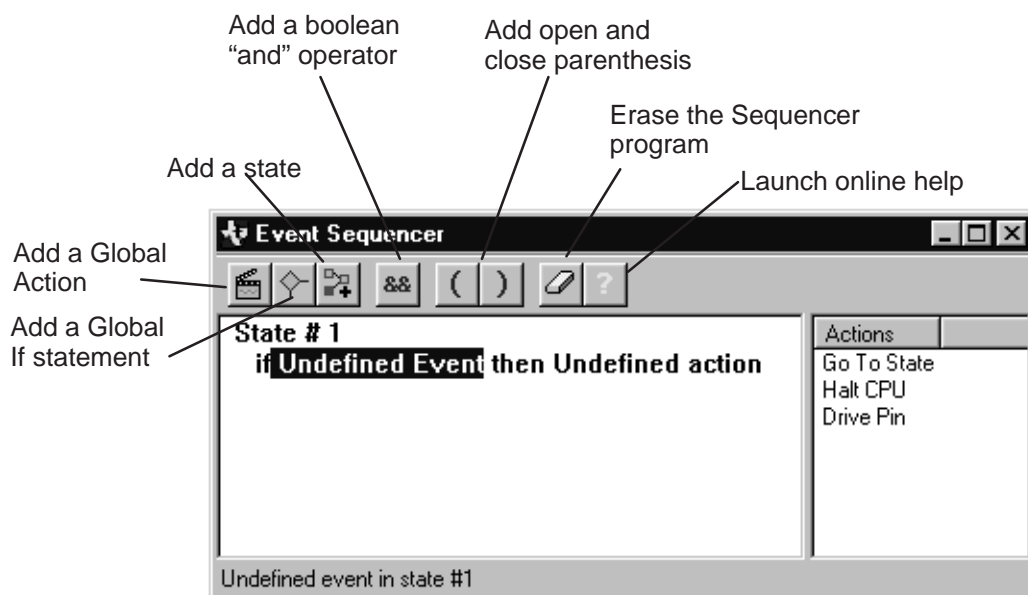 Add a boolean
“and” operator
Add open and
close parenthesis
Erase the Sequencer
program
Add a state
Launch online help
Event Sequencer
Add a Global
Action
&& ( ) ?
Add a Global
If statement
State # 1
if Undefined Event then Undefined action
Actions
Go To State
Halt CPU
Drive Pin
Undefined event in state #1